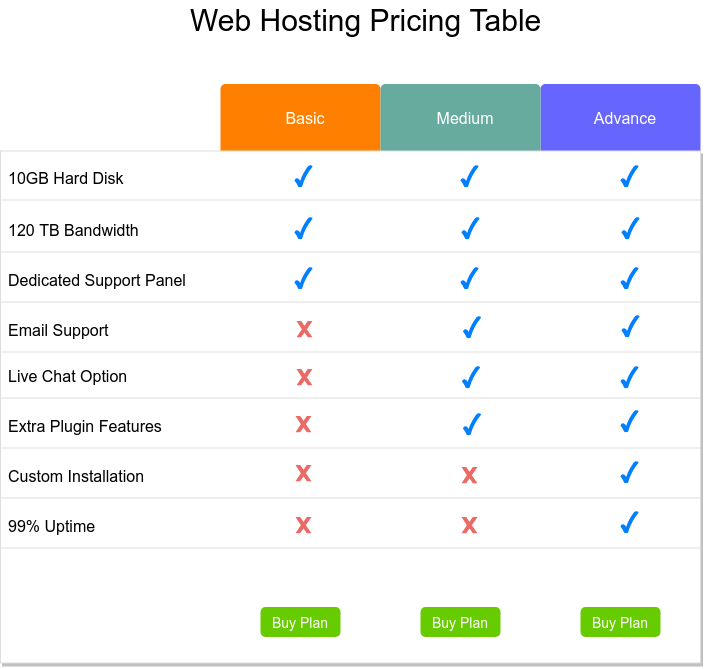 Web Hosting Pricing Table
Basic Medium Advance
10GB Hard Disk ✓ ✓ ✓
120 TB Bandwidth ✓ ✓ ✓
Dedicated Support Panel ✓ ✓ ✓
Email Support X ✓ ✓
Live Chat Option X ✓ ✓
Extra Plugin Features X ✓ ✓
Custom Installation X X ✓
99% Uptime X X ✓
Buy Plan Buy Plan Buy Plan